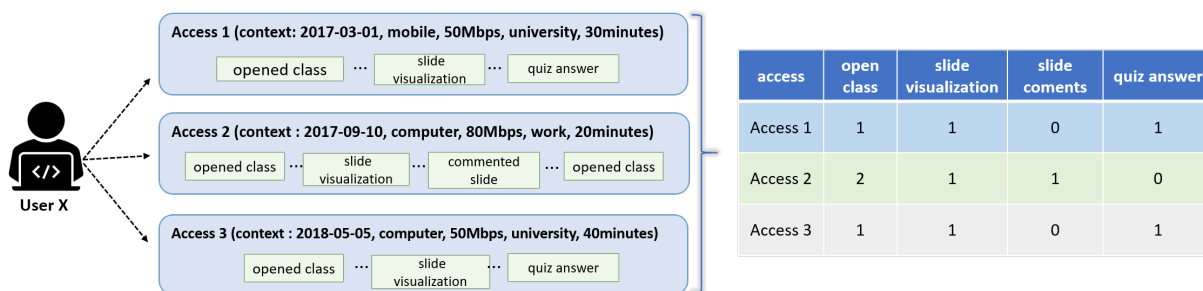 Access 1 (context: 2017-03-01, mobile, 50Mbps, university, 30minutes)
opened class ... slide visualization ... quiz answer
Access 2 (context : 2017-09-10, computer, 80Mbps, work, 20minutes)
opened class ... slide visualization ... commented slide ... opened class
Access 3 (context : 2018-05-05, computer, 50Mbps, university, 40minutes)
opened class ... slide visualization ... quiz answer
</>
User X
access open class slide visualization slide coments quiz answer
Access 1 1 1 0 1
Access 2 2 1 1 0
Access 3 1 1 0 1